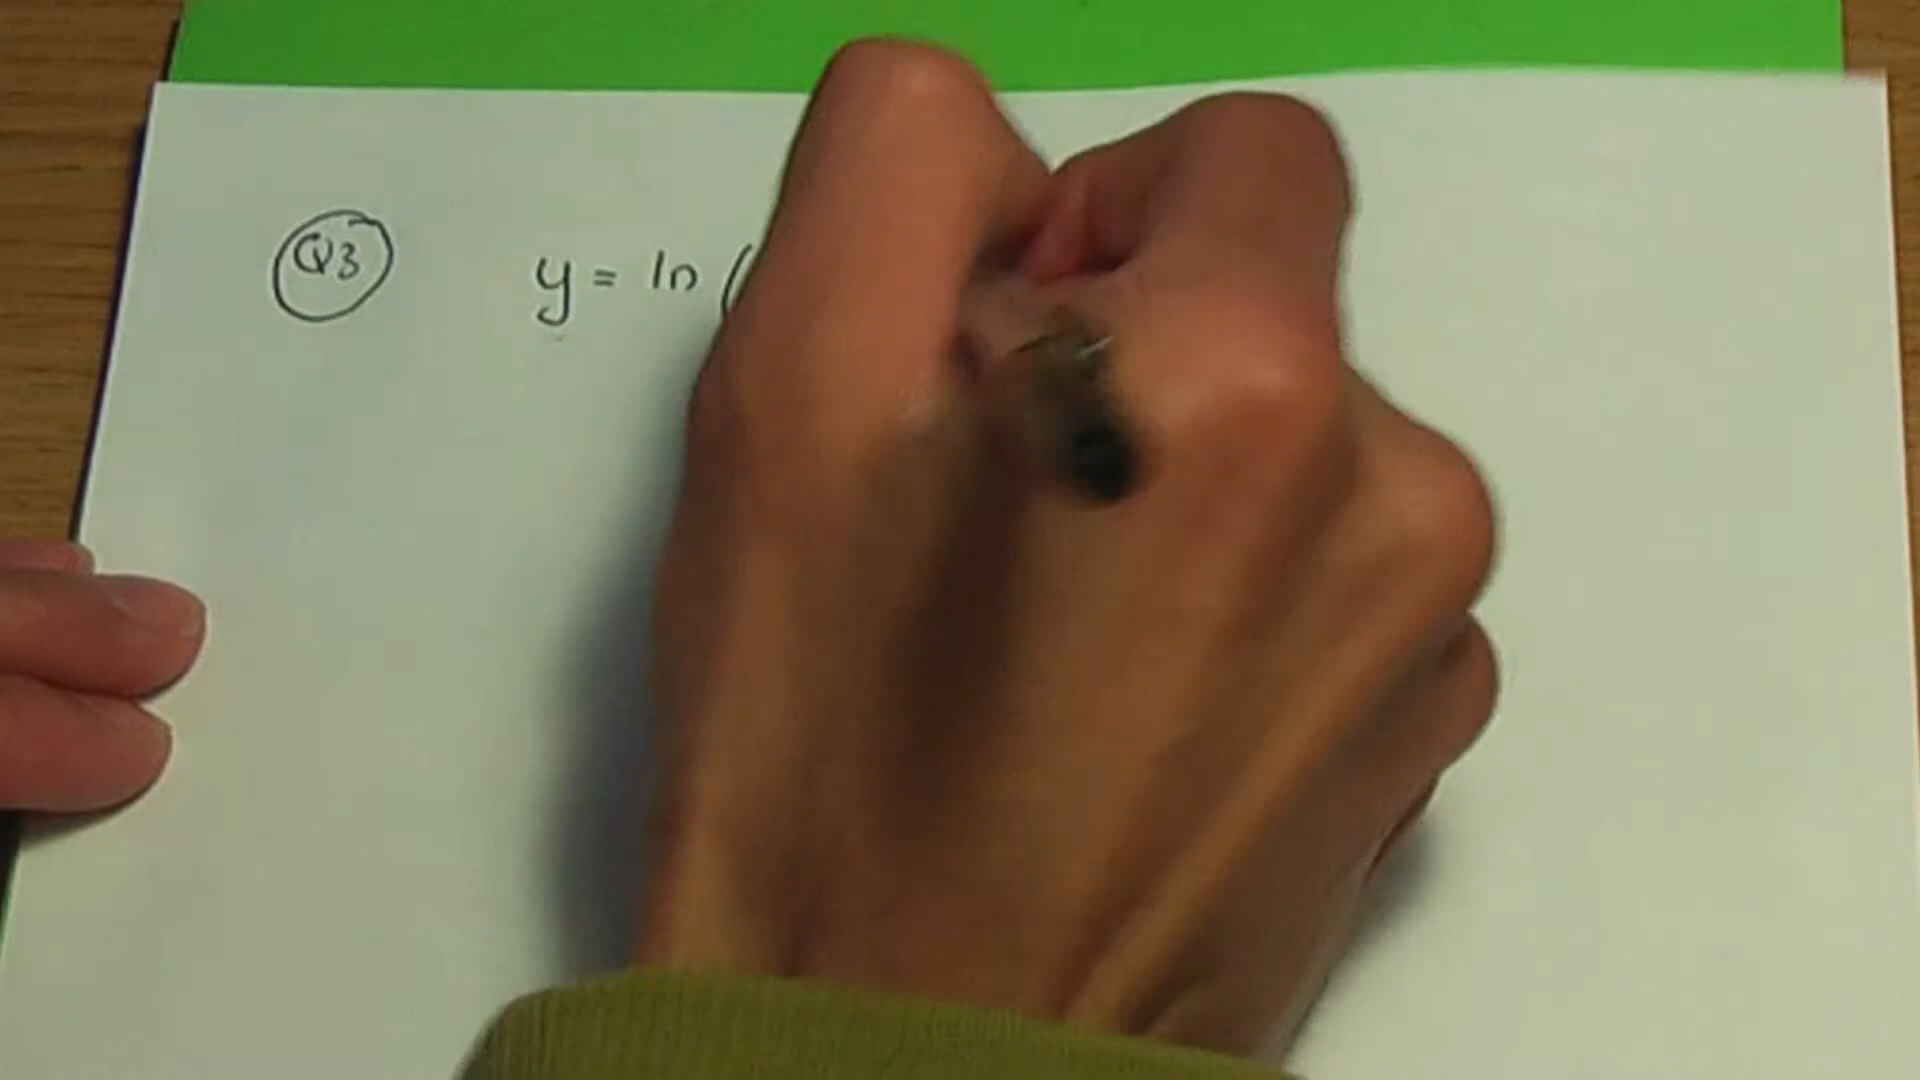 Q3 y = ln (